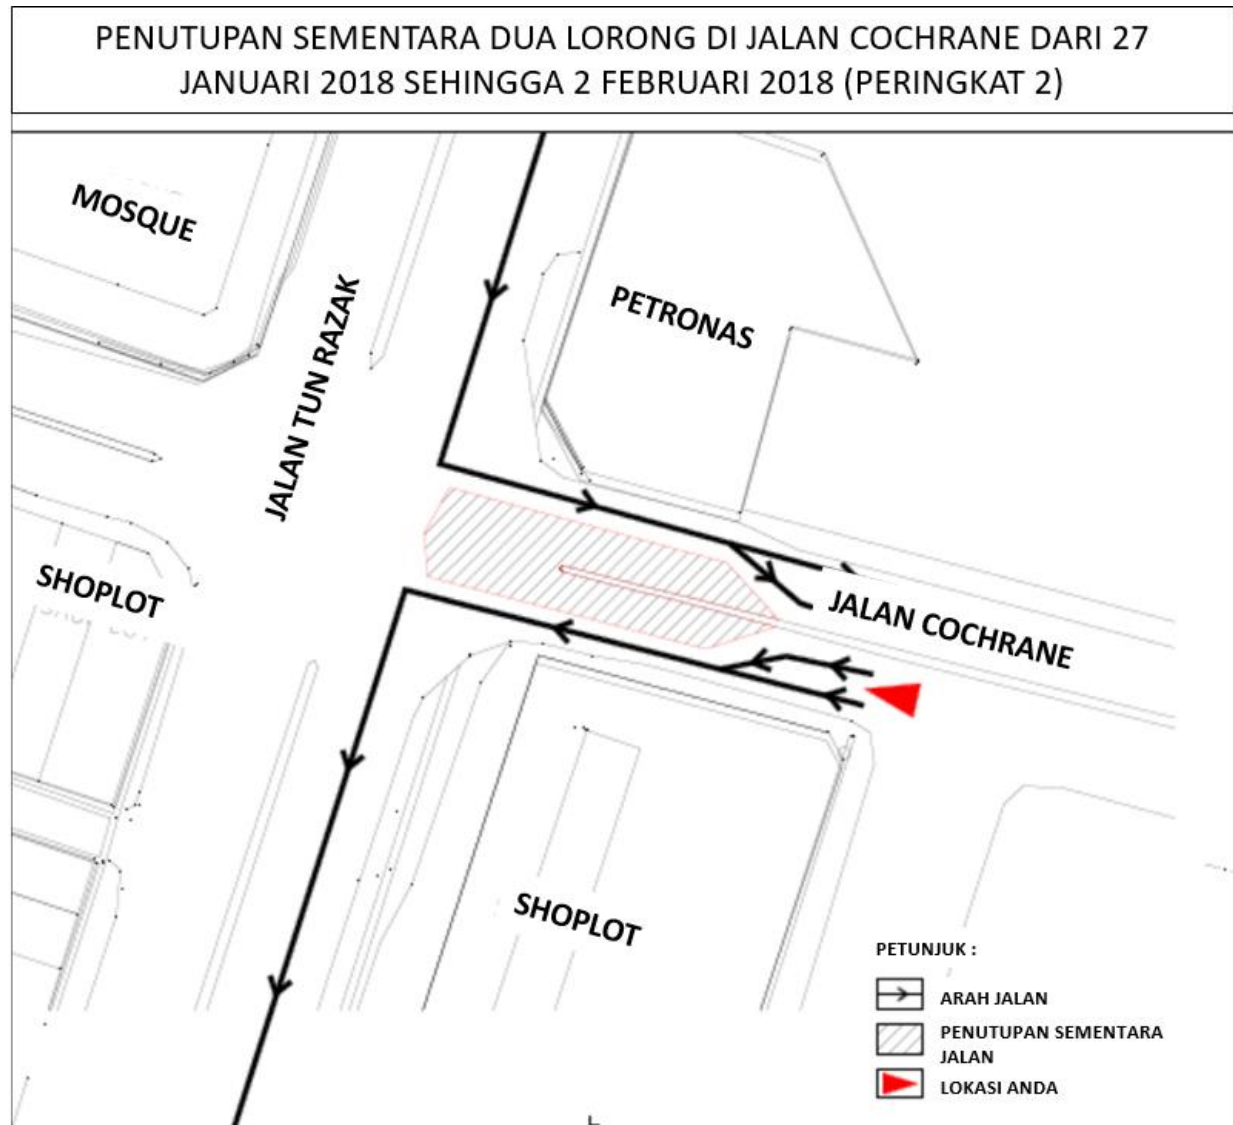 PENUTUPAN SEMENTARA DUA LORONG DI JALAN COCHRANE DARI 27
JANUARI 2018 SEHINGGA 2 FEBRUARI 2018 (PERINGKAT 2)
MOSQUE
PETRONAS
JALAN TUN RAZAK
SHOPLOT
JALAN COCHRANE
SHOPLOT
PETUNJUK :
ARAH JALAN
PENUTUPAN SEMENTARA
JALAN
LOKASI ANDA